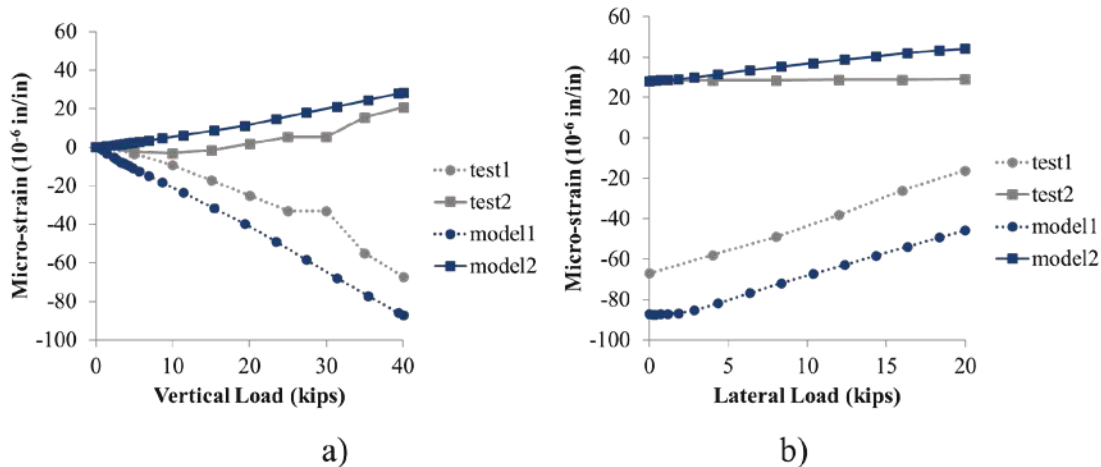 60
40
20
0
-20
-40
-60
-80
-100
Micro-strain (10⁻⁶ in/in)
0 10 20 30 40
Vertical Load (kips)
test1
test2
model1
model2
a)
60
40
20
0
-20
-40
-60
-80
-100
Micro-strain (10⁻⁶ in/in)
0 5 10 15 20
Lateral Load (kips)
test1
test2
model1
model2
b)